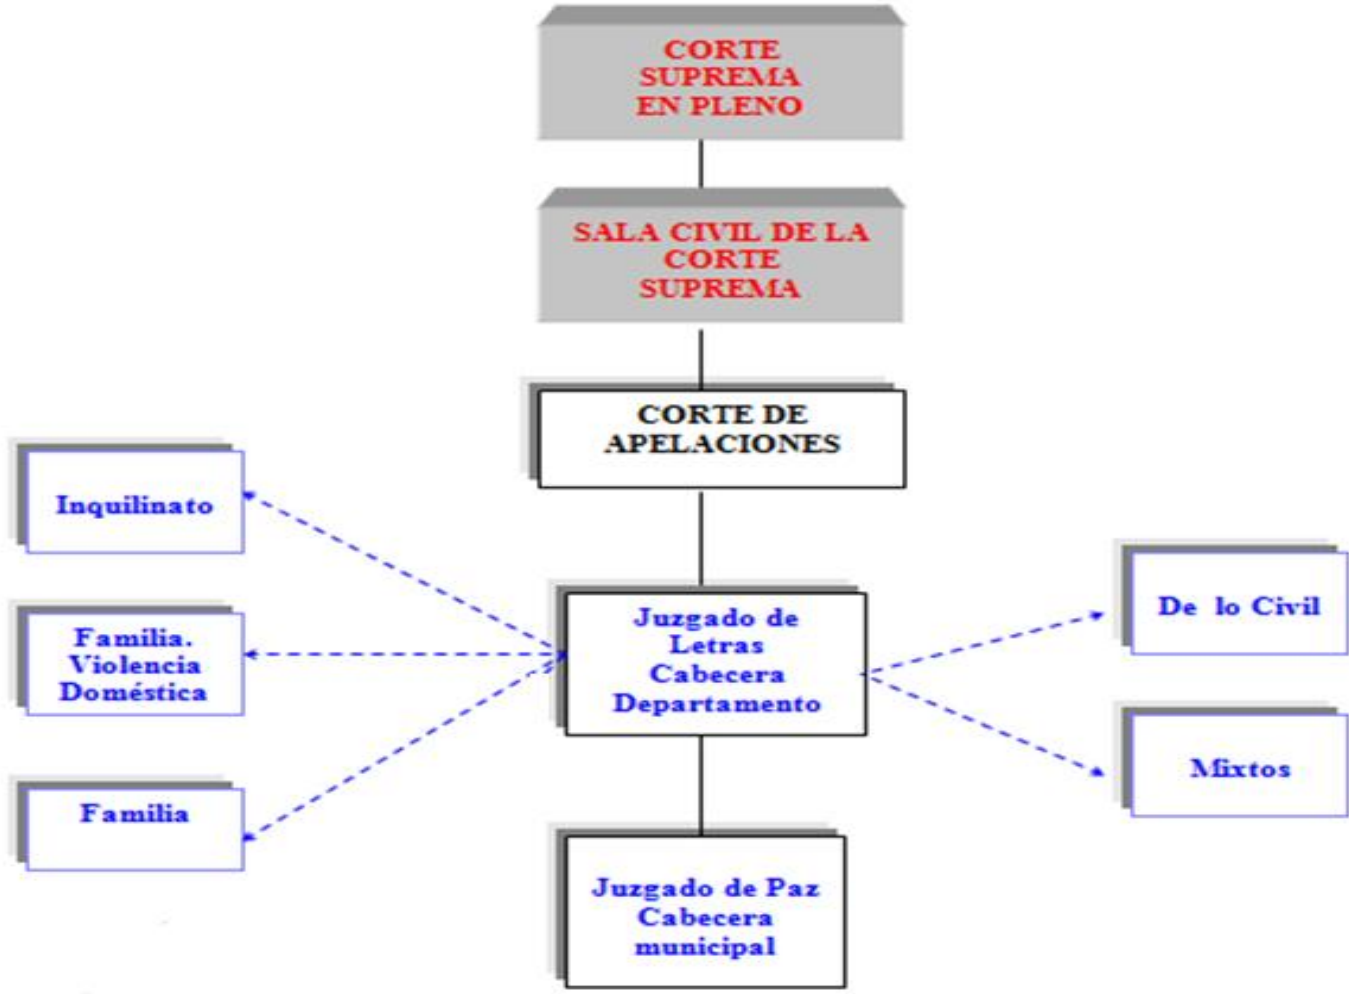 CORTE
SUPREMA
EN PLENO
SALA CIVIL DE LA
CORTE
SUPREMA
CORTE DE
APELACIONES
Inquilinato
Familia.
Violencia
Doméstica
Familia
Juzgado de
Letras
Cabecera
Departamento
De lo Civil
Mixtos
Juzgado de Paz
Cabecera
municipal